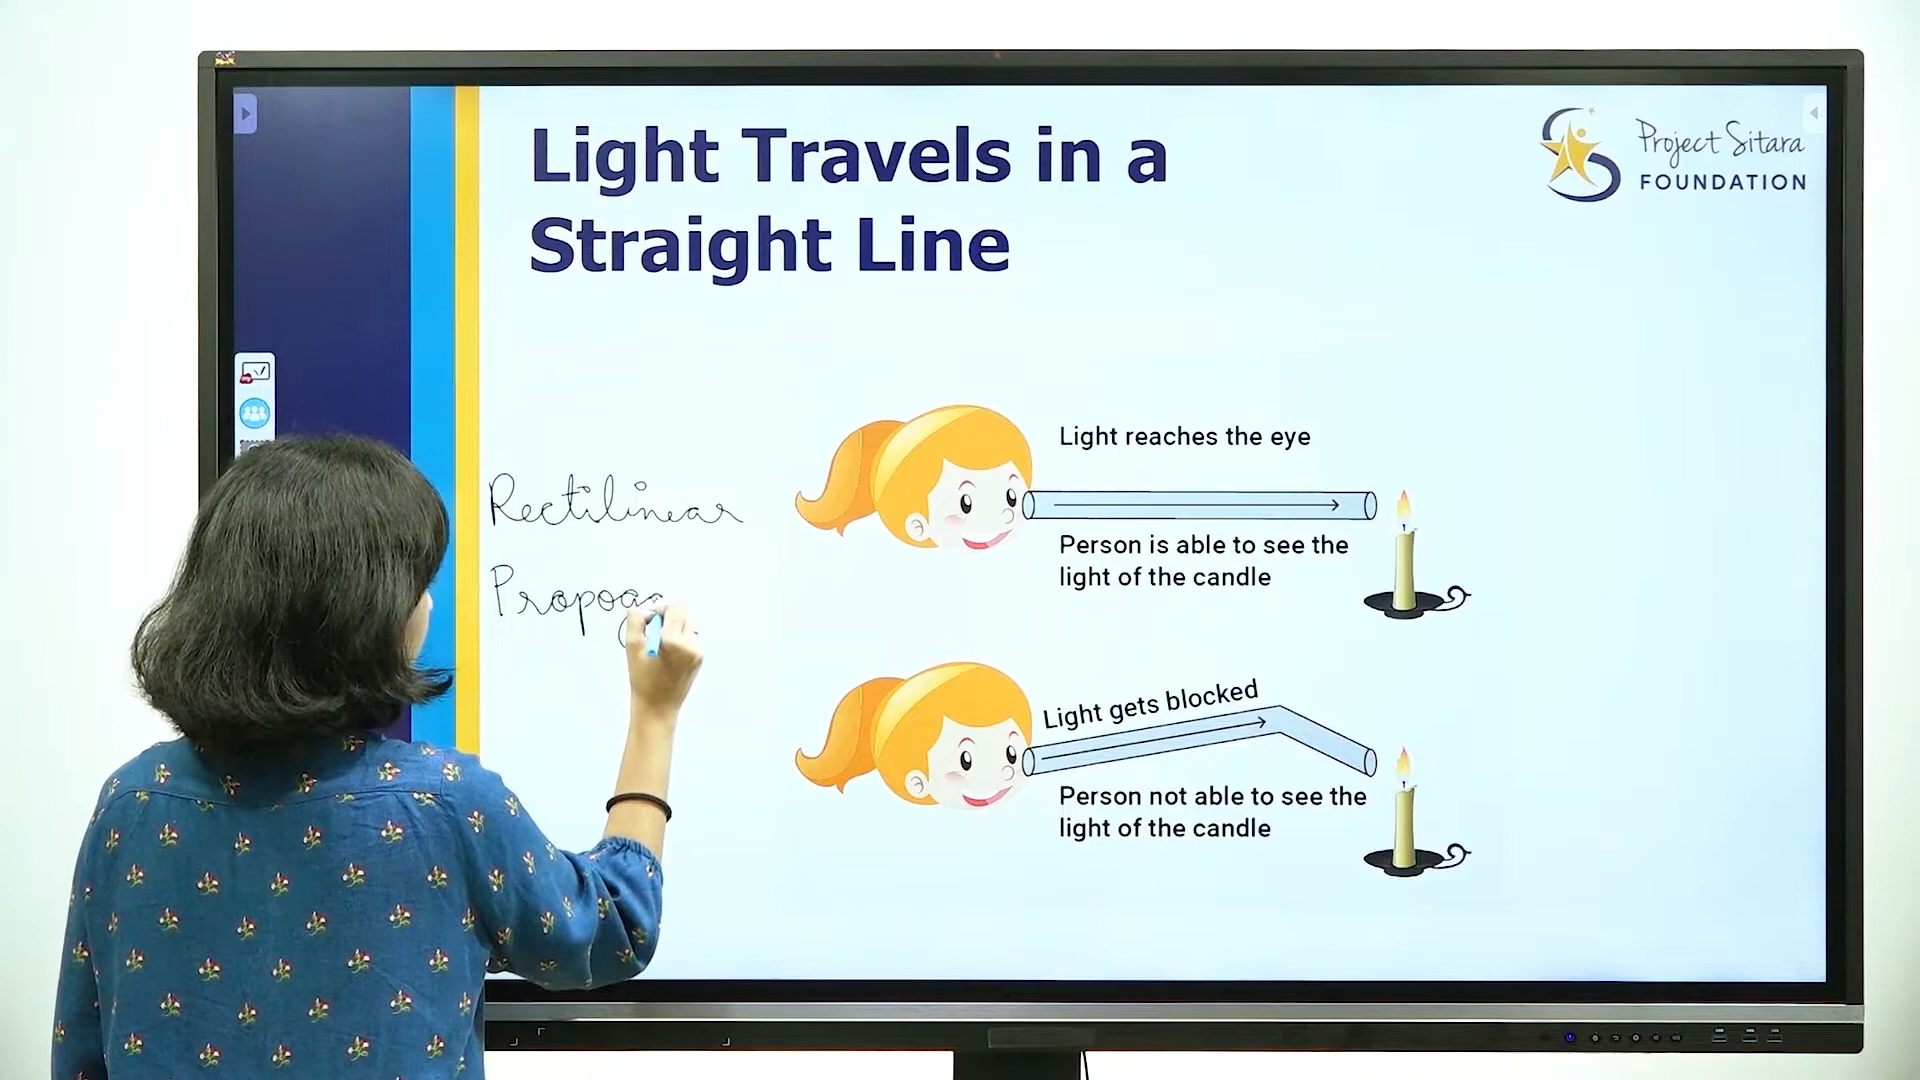 Light Travels in a
Straight Line
Project Sitara
FOUNDATION
Light reaches the eye
Rectilinear
Person is able to see the
light of the candle
Propoga
Light gets blocked
Person not able to see the
light of the candle